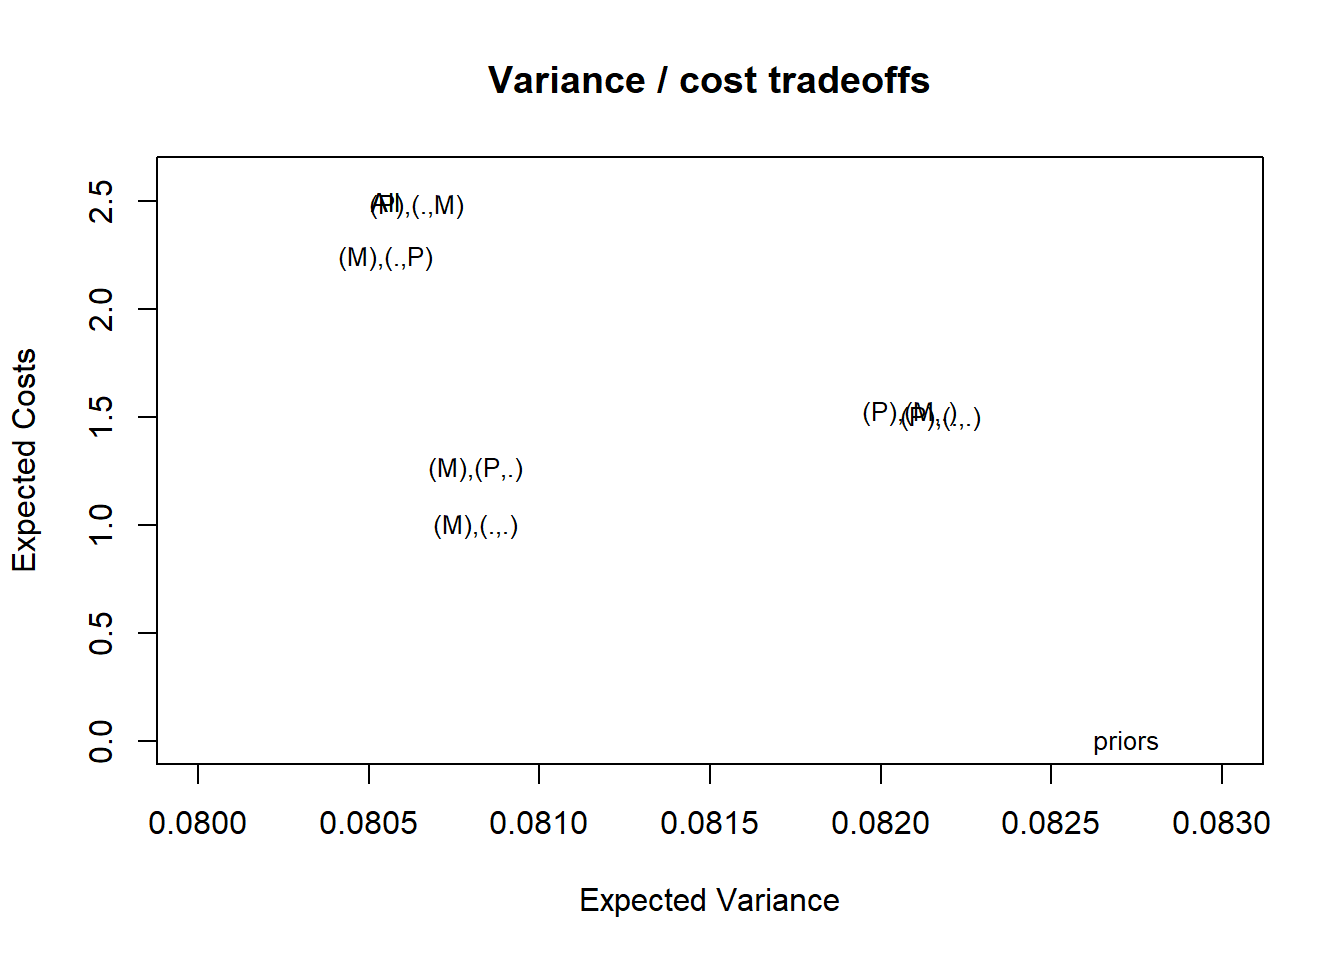 Variance / cost tradeoffs
Expected Costs
2.5
2.0
1.5
1.0
0.5
0.0
All
(P),(.,M)
(M),(.,P)
(P),(M,.)
(P),(.,.)
(M),(P,.)
(M),(.,.)
priors
0.0800 0.0805 0.0810 0.0815 0.0820 0.0825 0.0830
Expected Variance